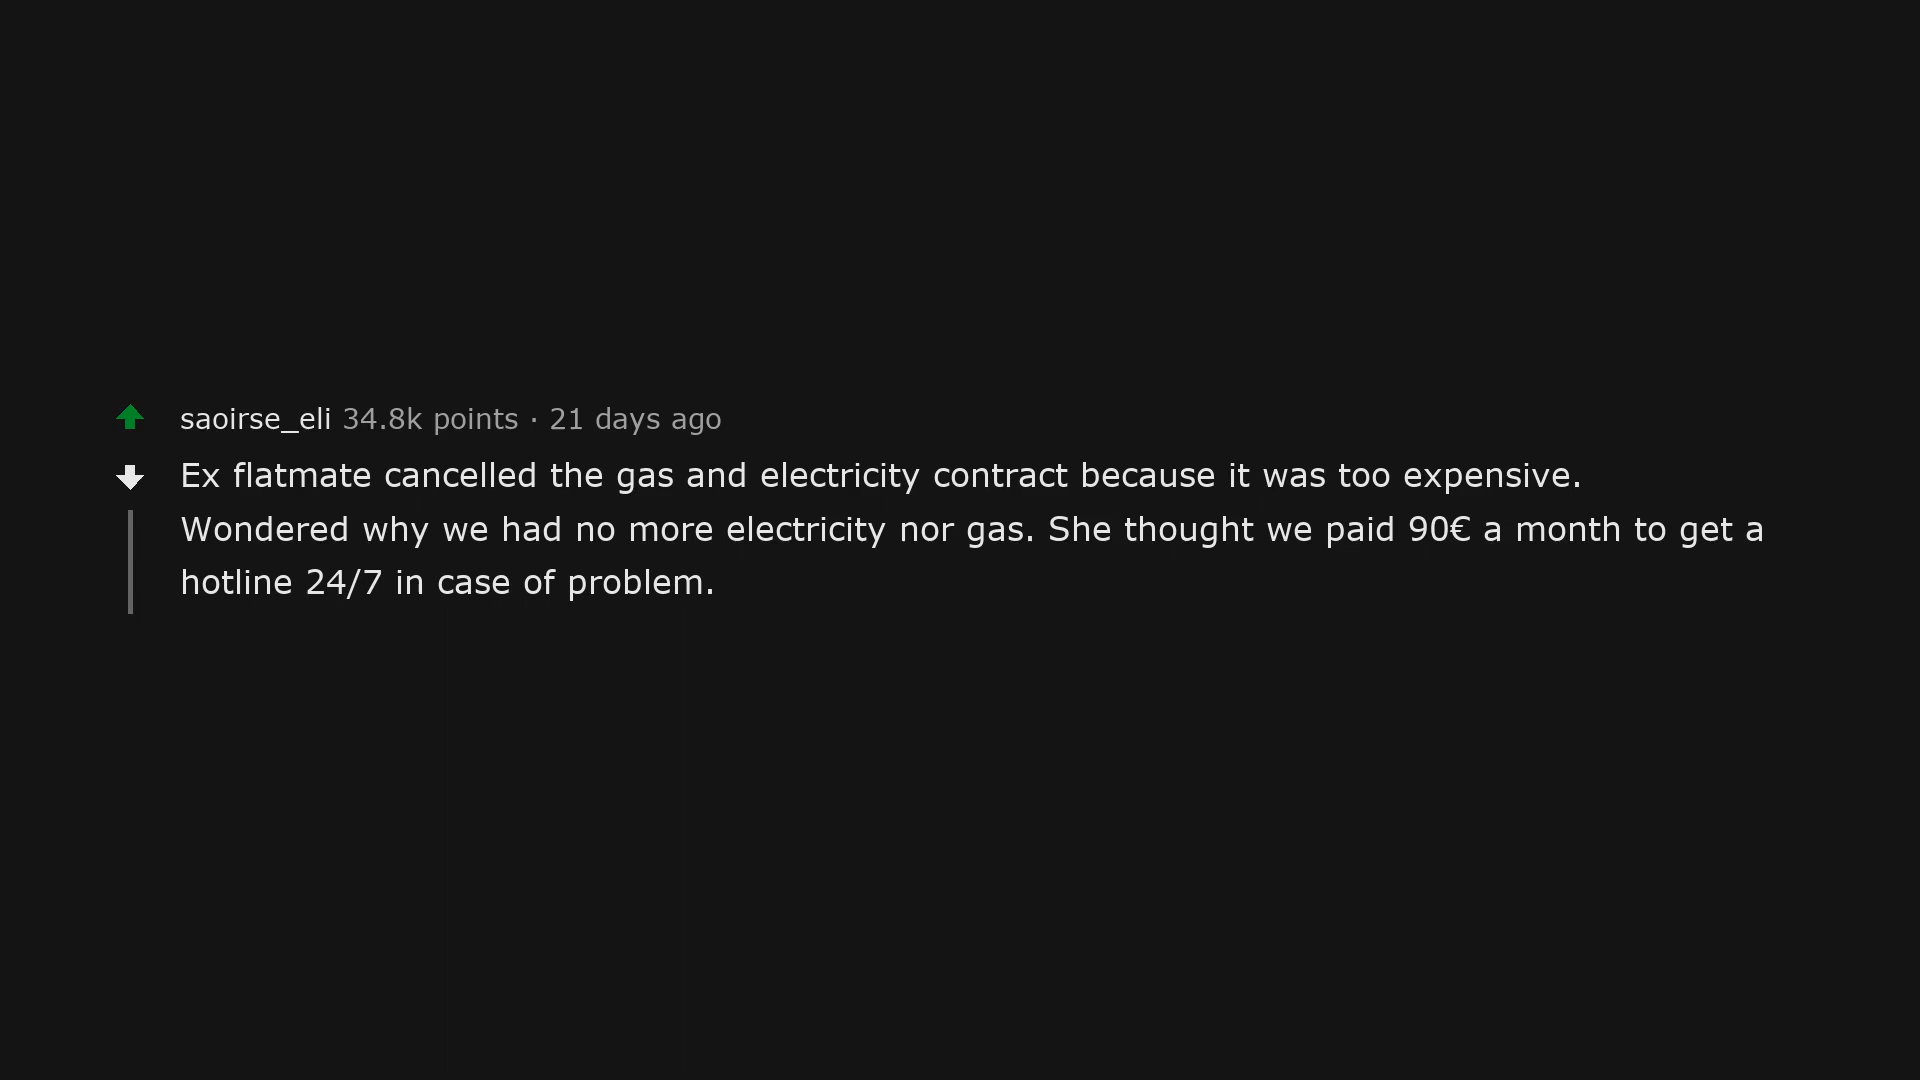 saoirse_eli 34.8k points · 21 days ago
Ex flatmate cancelled the gas and electricity contract because it was too expensive.
Wondered why we had no more electricity nor gas. She thought we paid 90€ a month to get a
hotline 24/7 in case of problem.